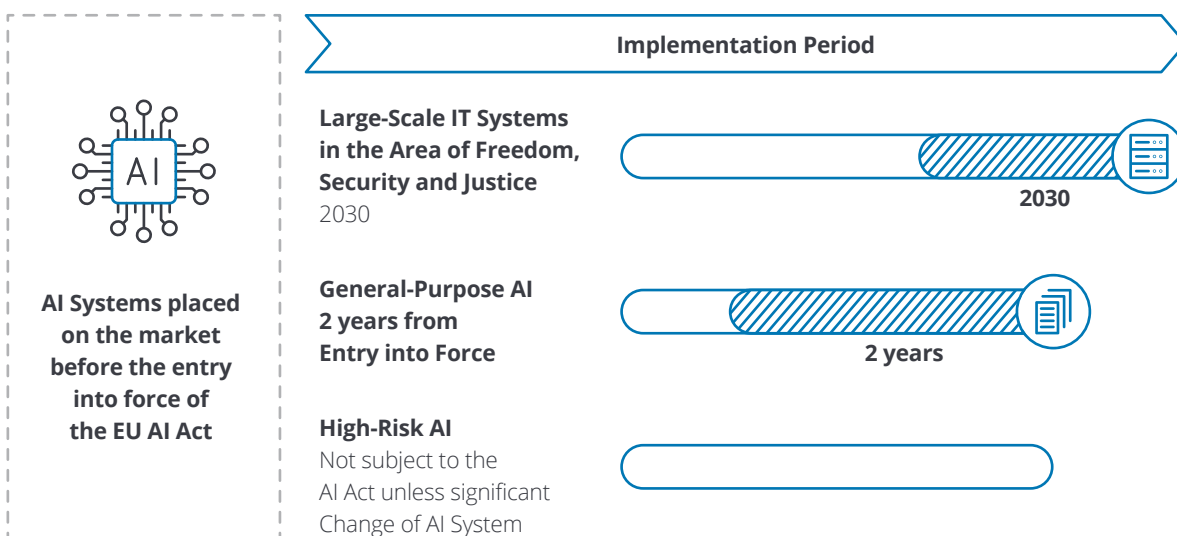 Implementation Period
AI
AI Systems placed
on the market
before the entry
into force of
the EU AI Act
Large-Scale IT Systems
in the Area of Freedom,
Security and Justice
2030
2030
General-Purpose AI
2 years from
Entry into Force
2 years
High-Risk AI
Not subject to the
AI Act unless significant
Change of AI System